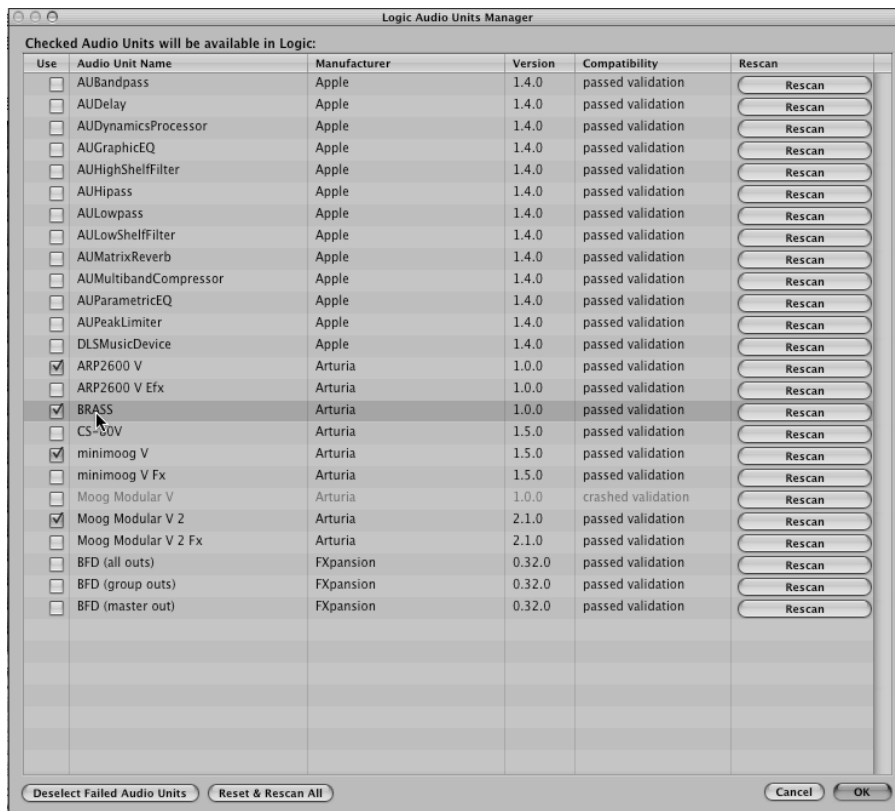 Logic Audio Units Manager
Checked Audio Units will be available in Logic:
Use Audio Unit Name Manufacturer Version Compatibility Rescan
AUBandpass Apple 1.4.0 passed validation Rescan
AUDelay Apple 1.4.0 passed validation Rescan
AUDynamicsProcessor Apple 1.4.0 passed validation Rescan
AUGraphicEQ Apple 1.4.0 passed validation Rescan
AUHighShelfFilter Apple 1.4.0 passed validation Rescan
AUHipass Apple 1.4.0 passed validation Rescan
AULowpass Apple 1.4.0 passed validation Rescan
AULowShelfFilter Apple 1.4.0 passed validation Rescan
AUMatrixReverb Apple 1.4.0 passed validation Rescan
AUMultibandCompressor Apple 1.4.0 passed validation Rescan
AUParametricEQ Apple 1.4.0 passed validation Rescan
AUPeakLimiter Apple 1.4.0 passed validation Rescan
DLSMusicDevice Apple 1.4.0 passed validation Rescan
ARP2600 V Arturia 1.0.0 passed validation Rescan
ARP2600 V Efx Arturia 1.0.0 passed validation Rescan
BRASS Arturia 1.0.0 passed validation Rescan
Arturia 1.5.0 passed validation Rescan
minimoog V Arturia 1.5.0 passed validation Rescan
minimoog V Fx Arturia 1.5.0 passed validation Rescan
Moog Modular V Arturia 1.0.0 crashed validation Rescan
Moog Modular V 2 Arturia 2.1.0 passed validation Rescan
Moog Modular V 2 Fx Arturia 2.1.0 passed validation Rescan
BFD (all outs) FXpansion 0.32.0 passed validation Rescan
BFD (group outs) FXpansion 0.32.0 passed validation Rescan
BFD (master out) FXpansion 0.32.0 passed validation Rescan
Deselect Failed Audio Units Reset & Rescan All Cancel OK